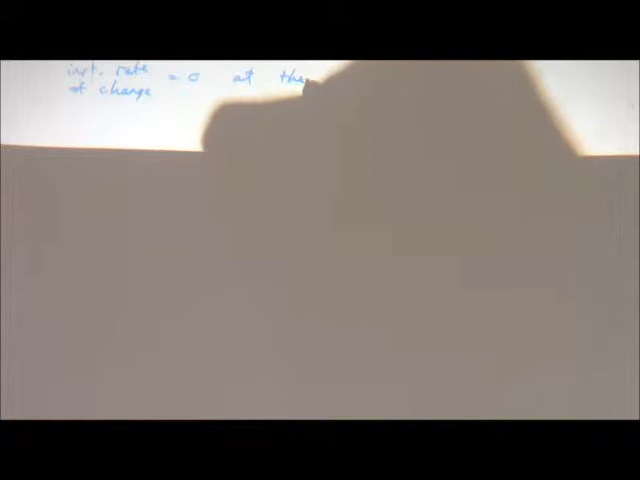 inst. rate
of change = 0 at the